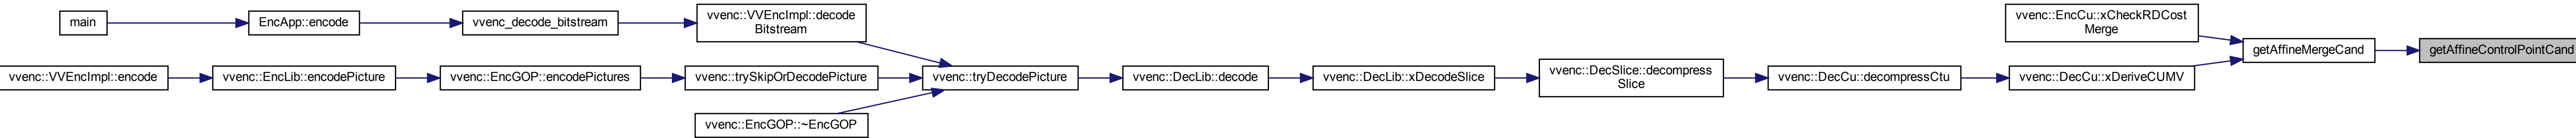 main
EncApp::encode
vvenc_decode_bitstream
vvenc::VVEncImpl::decode
Bitstream
vvenc::VVEncImpl::encode
vvenc::EncLib::encodePicture
vvenc::EncGOP::encodePictures
vvenc::trySkipOrDecodePicture
vvenc::EncGOP::~EncGOP
vvenc::tryDecodePicture
vvenc::DecLib::decode
vvenc::DecLib::xDecodeSlice
vvenc::DecSlice::decompress
Slice
vvenc::DecCu::decompressCtu
vvenc::EncCu::xCheckRDCost
Merge
vvenc::DecCu::xDeriveCUMV
getAffineMergeCand
getAffineControlPointCand